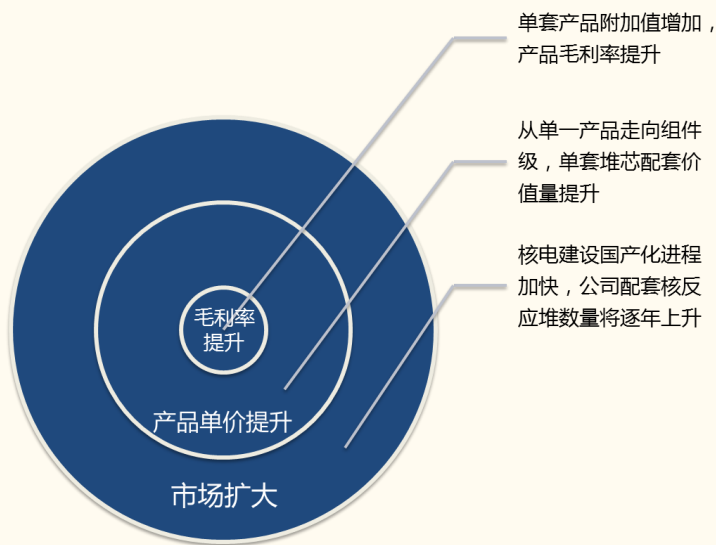 单套产品附加值增加，
产品毛利率提升
从单一产品走向组件
级，单套堆芯配套价
值量提升
核电建设国产化进程
加快，公司配套核反
应堆数量将逐年上升
毛利率
提升
产品单价提升
市场扩大